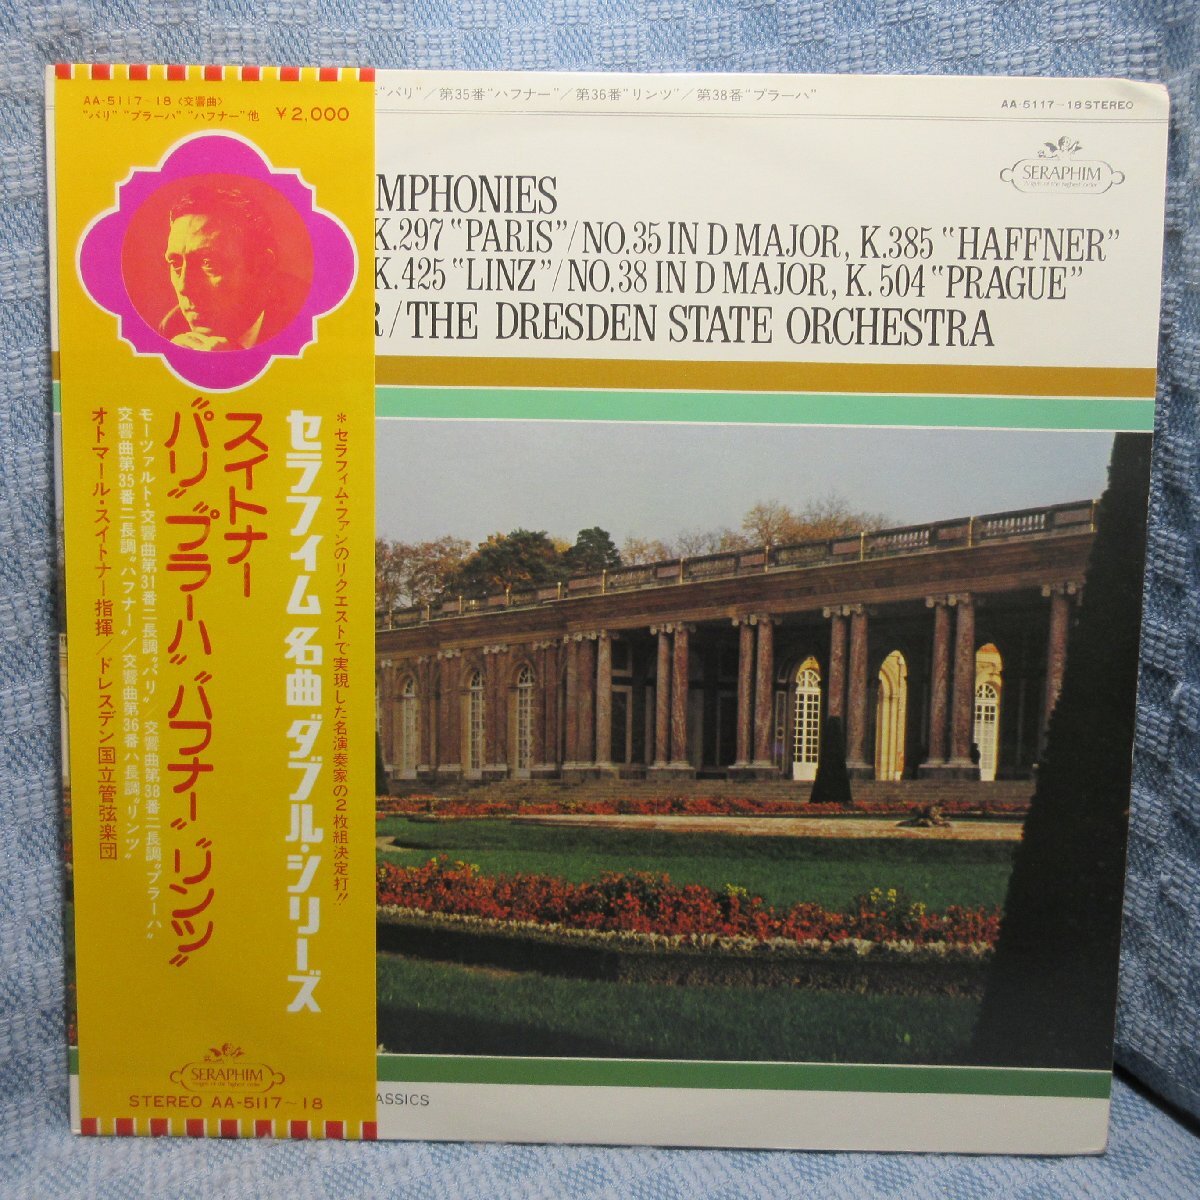 AA-5117~18〈交響曲〉
"パリ" "プラーハ" "ハフナー"他 ¥2,000
＊セラフィム・ファンのリクエストで実現した名演奏家の2枚組決定打!!
セラフィム名曲ダブル・シリーズ
スイトナー
"パリ" "プラーハ" "ハフナー" "リンツ"
モーツァルト・交響曲第31番ニ長調"パリ"／交響曲第38番ニ長調"プラーハ"
交響曲第35番ニ長調"ハフナー"／交響曲第36番ハ長調"リンツ"
オトマール・スイトナー指揮／ドレスデン国立管弦楽団
SERAPHIM
"Angels of the highest order"
STEREO AA-5117~18
"パリ"／第35番"ハフナー"／第36番"リンツ"／第38番"プラーハ"
AA-5117~18 STEREO
SERAPHIM
"Angels of the highest order"
MPHONIES
K.297 "PARIS"/NO.35 IN D MAJOR, K.385 "HAFFNER"
K.425 "LINZ"/NO.38 IN D MAJOR, K.504 "PRAGUE"
R/THE DRESDEN STATE ORCHESTRA
ASSICS